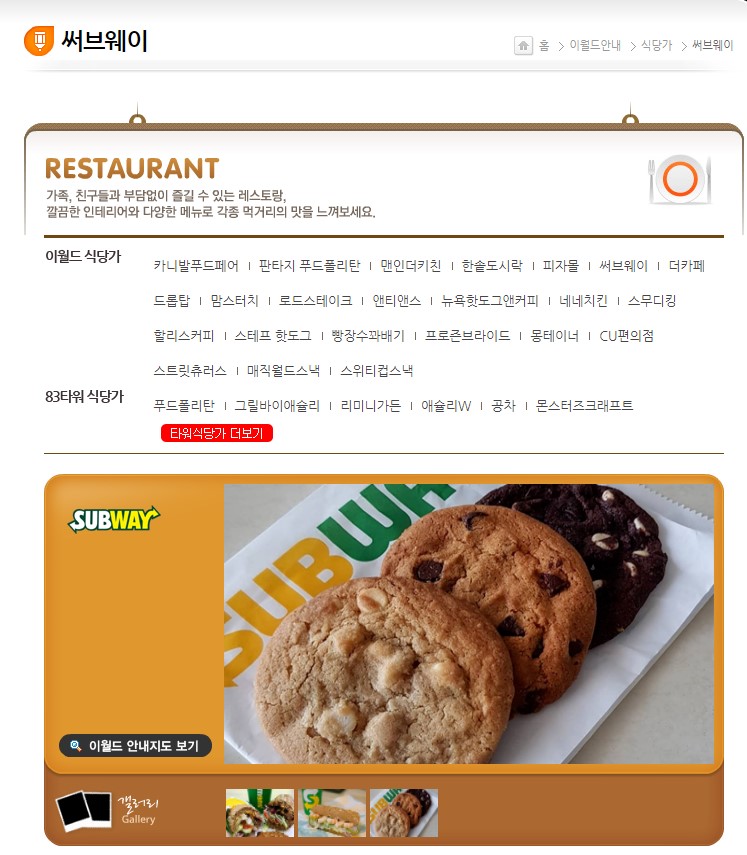 써브웨이
홈 > 이월드안내 > 식당가 > 써브웨이
RESTAURANT
가족, 친구들과 부담없이 즐길 수 있는 레스토랑,
깔끔한 인테리어와 다양한 메뉴로 각종 먹거리의 맛을 느껴보세요.
이월드 식당가
카니발푸드페어 | 판타지 푸드폴리탄 | 맨인더키친 | 한솥도시락 | 피자몰 | 써브웨이 | 더카페
드롭탑 | 맘스터치 | 로드스테이크 | 앤티앤스 | 뉴욕핫도그앤커피 | 네네치킨 | 스무디킹
할리스커피 | 스테프 핫도그 | 빵장수꽈배기 | 프로즌브라이드 | 몽테이너 | CU편의점
스트릿츄러스 | 매직월드스낵 | 스위티컵스낵
83타워 식당가
푸드폴리탄 | 그릴바이애슐리 | 리미니가든 | 애슐리W | 공차 | 몬스터즈크래프트
타워식당가 더보기
SUBWAY
SUBWA
이월드 안내지도 보기
갤러리
Gallery